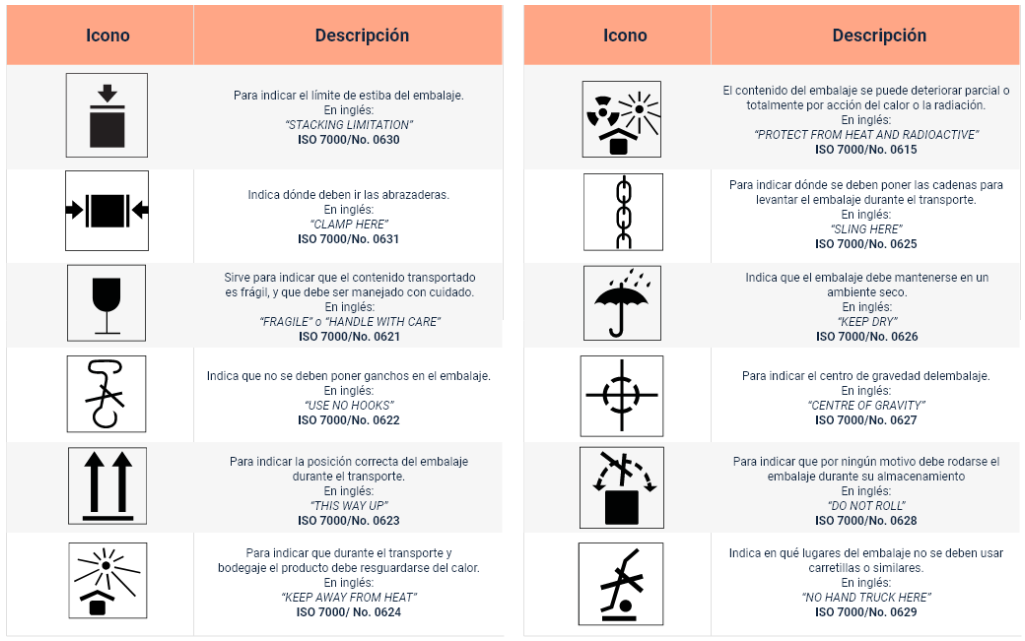 Icono
Descripción
Para indicar el límite de estiba del embalaje.
En inglés:
“STACKING LIMITATION”
ISO 7000/No. 0630
Indica dónde deben ir las abrazaderas.
En inglés:
“CLAMP HERE”
ISO 7000/No. 0631
Sirve para indicar que el contenido transportado
es frágil, y que debe ser manejado con cuidado.
En inglés:
“FRAGILE” o “HANDLE WITH CARE”
ISO 7000/No. 0621
Indica que no se deben poner ganchos en el embalaje.
En inglés:
“USE NO HOOKS”
ISO 7000/No. 0622
Para indicar la posición correcta del embalaje
durante el transporte.
En inglés:
“THIS WAY UP”
ISO 7000/No. 0623
Para indicar que durante el transporte y
bodegaje el producto debe resguardarse del calor.
En inglés:
“KEEP AWAY FROM HEAT”
ISO 7000/ No. 0624
Icono
Descripción
El contenido del embalaje se puede deteriorar parcial o
totalmente por acción del calor o la radiación.
En inglés:
“PROTECT FROM HEAT AND RADIOACTIVE”
ISO 7000/No. 0615
Para indicar dónde se deben poner las cadenas para
levantar el embalaje durante el transporte.
En inglés:
“SLING HERE”
ISO 7000/No. 0625
Indica que el embalaje debe mantenerse en un
ambiente seco.
En inglés:
“KEEP DRY”
ISO 7000/No. 0626
Para indicar el centro de gravedad delembalaje.
En inglés:
“CENTRE OF GRAVITY”
ISO 7000/No. 0627
Para indicar que por ningún motivo debe rodarse el
embalaje durante su almacenamiento
En inglés:
“DO NOT ROLL”
ISO 7000/No. 0628
Indica en qué lugares del embalaje no se deben usar
carretillas o similares.
En inglés:
“NO HAND TRUCK HERE”
ISO 7000/No. 0629